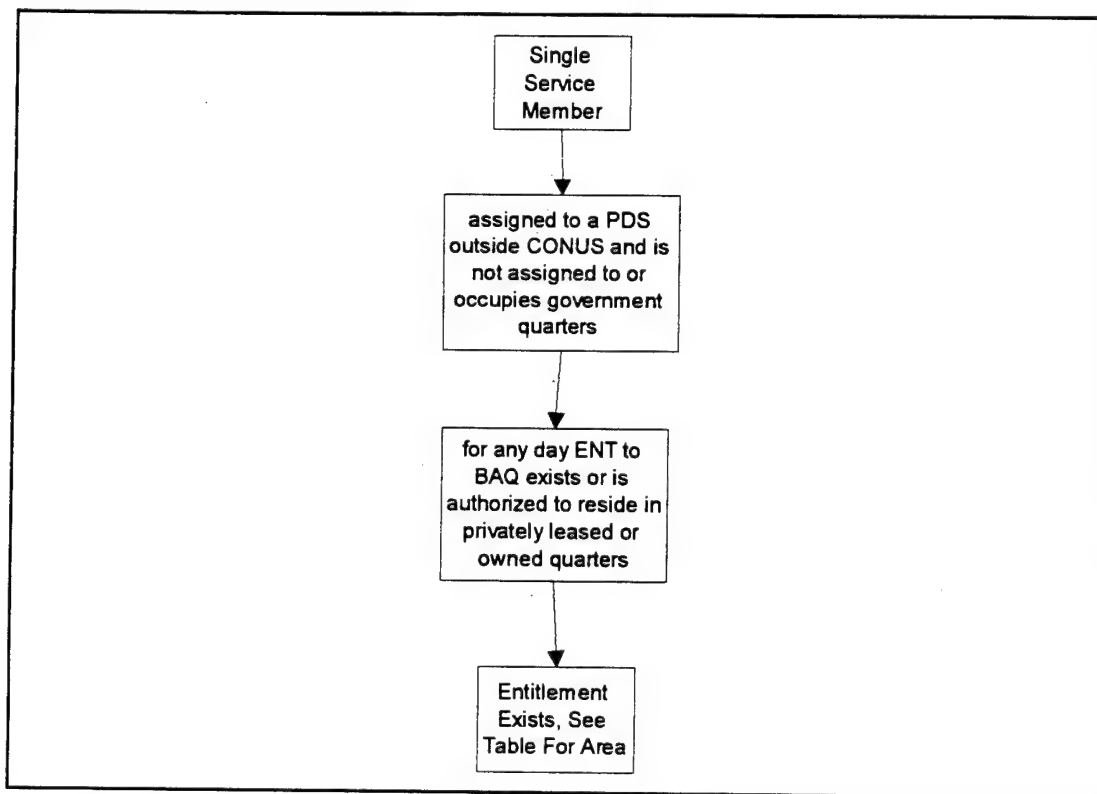 Single
Service
Member
assigned to a PDS
outside CONUS and is
not assigned to or
occupies government
quarters
for any day ENT to
BAQ exists or is
authorized to reside in
privately leased or
owned quarters
Entitlement
Exists, See
Table For Area